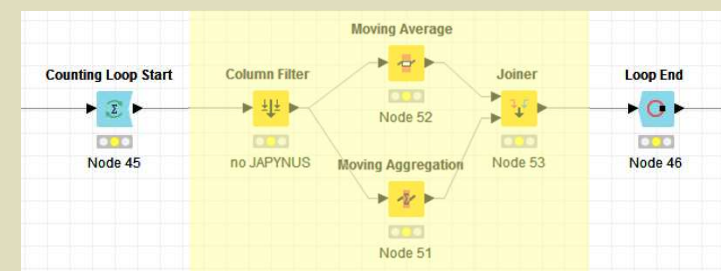 Moving Average
Counting Loop Start
Column Filter
Joiner
Loop End
Node 52
Node 45
no JAPYNUS
Moving Aggregation
Node 53
Node 46
Node 51